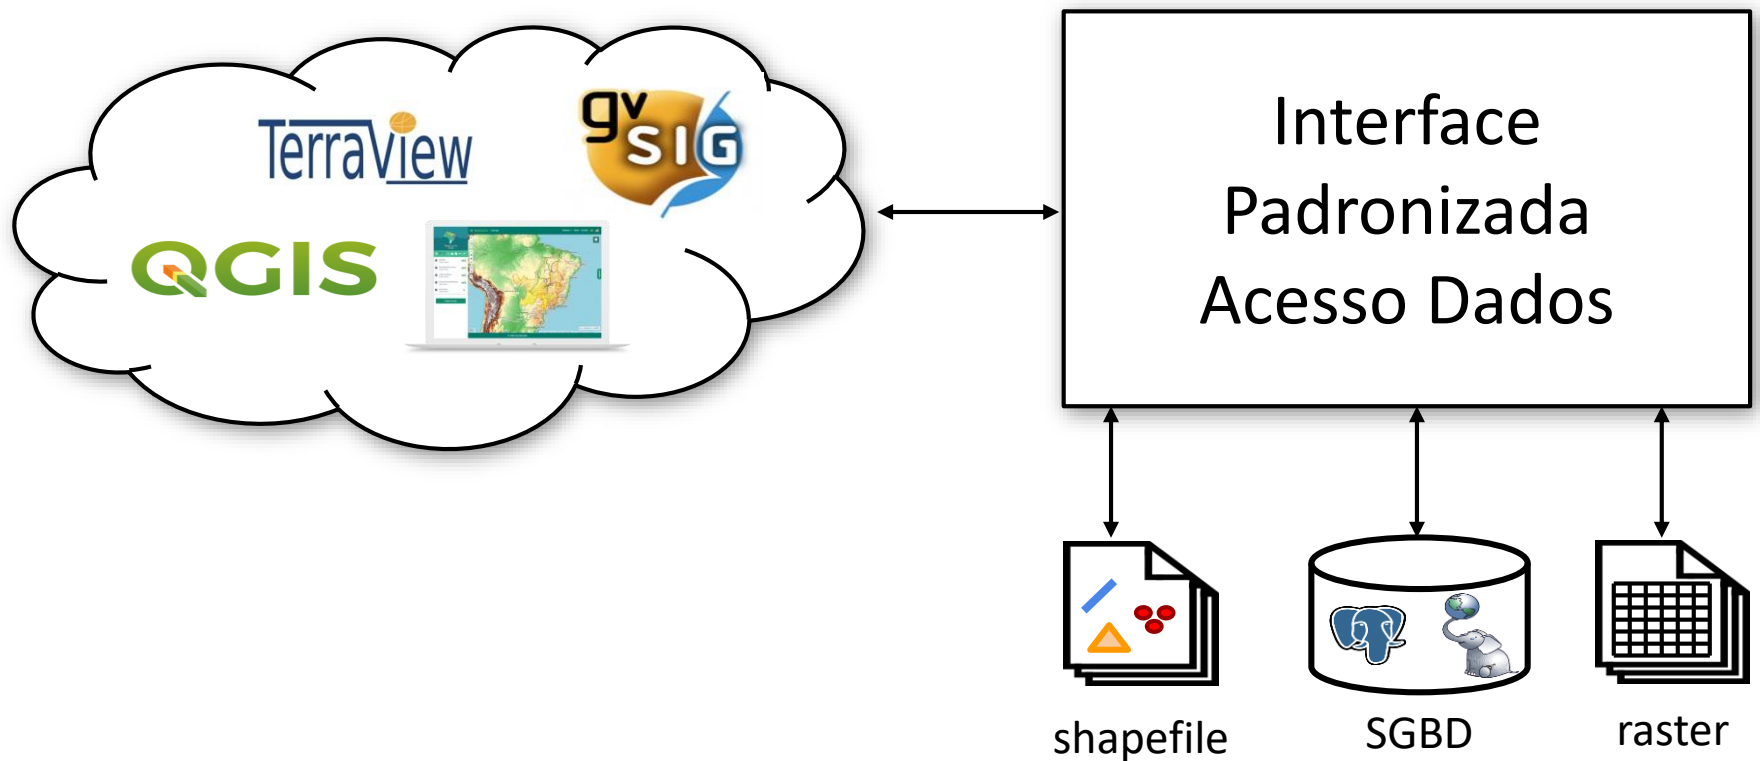 TerraView
gvSIG
QGIS
Interface
Padronizada
Acesso Dados
shapefile
SGBD
raster